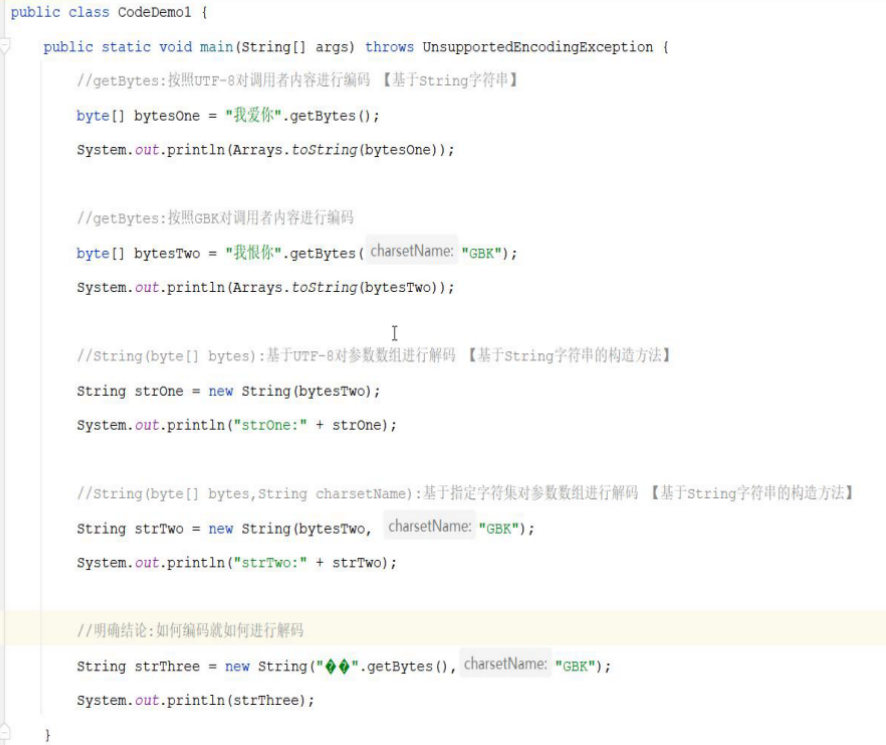 public class CodeDemo1 {
public static void main(String[] args) throws UnsupportedEncodingException {
//getBytes:按照UTF-8对调用者内容进行编码 【基于String字符串】
byte[] bytesOne = "我爱你".getBytes();
System.out.println(Arrays.toString(bytesOne));
//getBytes:按照GBK对调用者内容进行编码
byte[] bytesTwo = "我恨你".getBytes( charsetName: "GBK");
System.out.println(Arrays.toString(bytesTwo));
//String(byte[] bytes):基于UTF-8对参数数组进行解码 【基于String字符串的构造方法】
String strOne = new String(bytesTwo);
System.out.println("strOne:" + strOne);
//String(byte[] bytes,String charsetName):基于指定字符集对参数数组进行解码 【基于String字符串的构造方法】
String strTwo = new String(bytesTwo, charsetName: "GBK");
System.out.println("strTwo:" + strTwo);
//明确结论:如何编码就如何进行解码
String strThree = new String("��".getBytes(), charsetName: "GBK");
System.out.println(strThree);
}